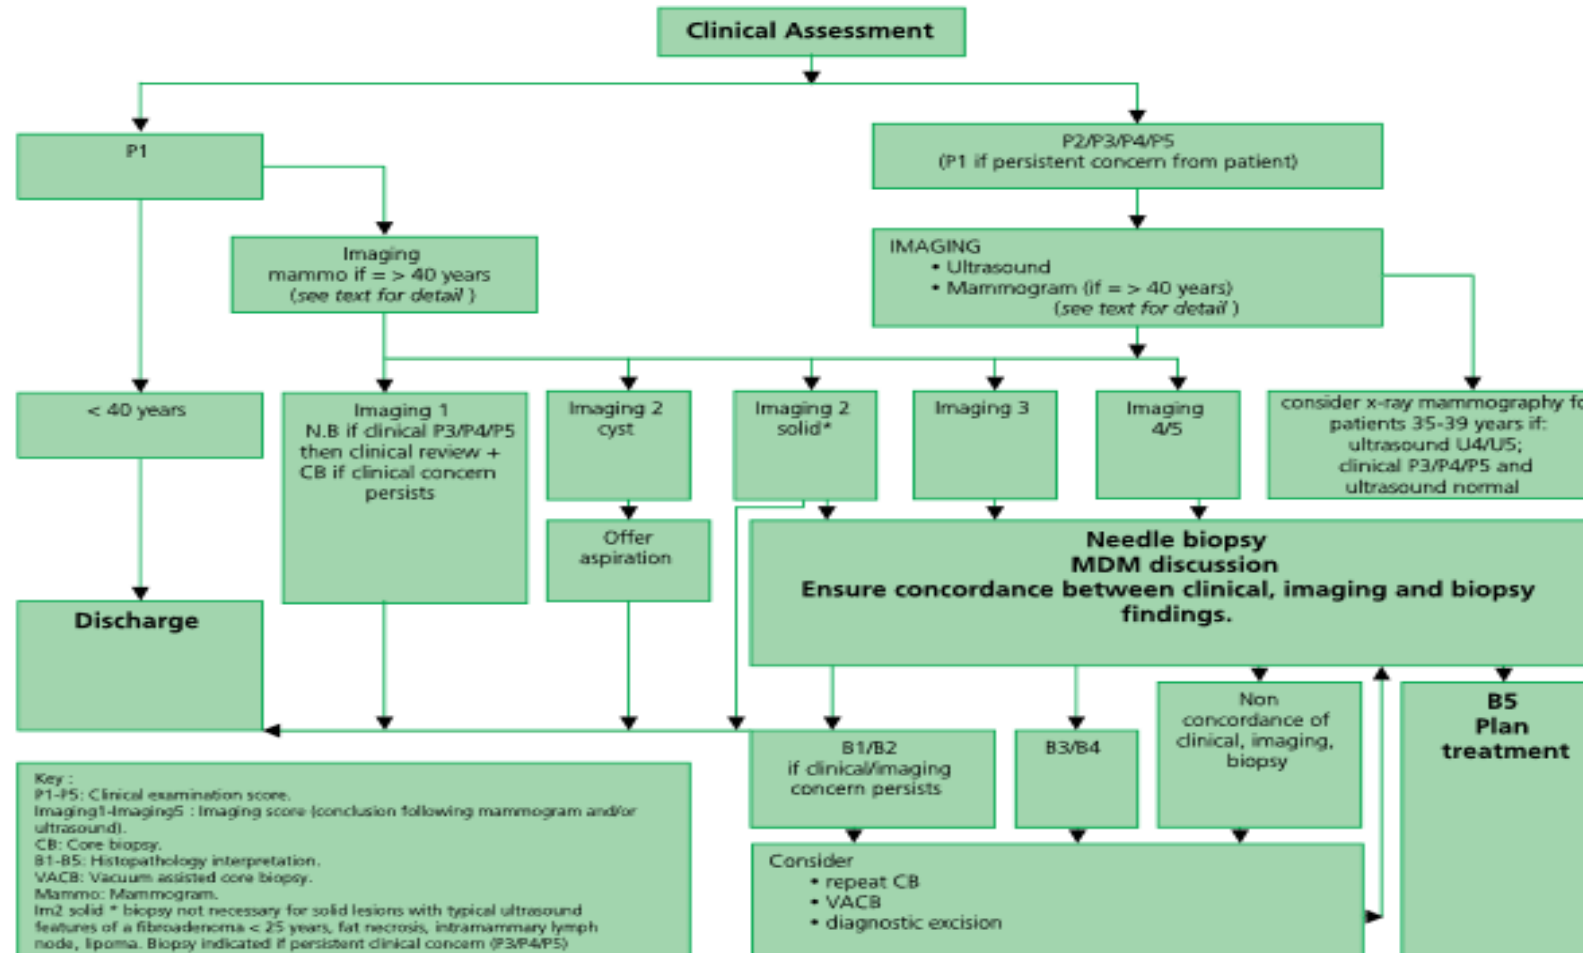 Clinical Assessment
P1
P2/P3/P4/P5
(P1 if persistent concern from patient)
Imaging
mammo if = > 40 years
(see text for detail )
IMAGING
• Ultrasound
• Mammogram (if = > 40 years)
(see text for detail )
< 40 years
Imaging 1
N.B if clinical P3/P4/P5
then clinical review +
CB if clinical concern
persists
Imaging 2
cyst
Imaging 2
solid*
Imaging 3
Imaging
4/5
consider x-ray mammography fo
patients 35-39 years if:
ultrasound U4/U5;
clinical P3/P4/P5 and
ultrasound normal
Offer
aspiration
Needle biopsy
MDM discussion
Ensure concordance between clinical, imaging and biopsy
findings.
Discharge
B1/B2
if clinical/imaging
concern persists
B3/B4
Non
concordance of
clinical, imaging,
biopsy
B5
Plan
treatment
Key :
P1-P5: Clinical examination score.
Imaging1-Imaging5 : Imaging score (conclusion following mammogram and/or
ultrasound).
CB: Core biopsy.
B1-B5: Histopathology interpretation.
VACB: Vacuum assisted core biopsy.
Mammo: Mammogram.
Im2 solid * biopsy not necessary for solid lesions with typical ultrasound
features of a fibroadenoma < 25 years, fat necrosis, intramammary lymph
node, lipoma. Biopsy indicated if persistent clinical concern (P3/P4/P5)
Consider
• repeat CB
• VACB
• diagnostic excision